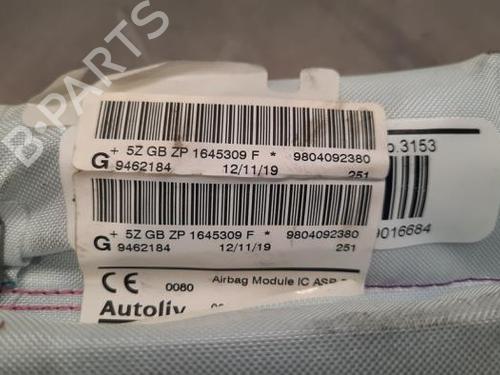 + 5Z GB ZP 1645309 F * 9804092380
G 9462184 12/11/19 251
+ 5Z GB ZP 1645309 F * 9804092380
G 9462184 12/11/19 251
CE 0080 Airbag Module IC ASP
Autoliv
.3153
9016684
B-PARTS